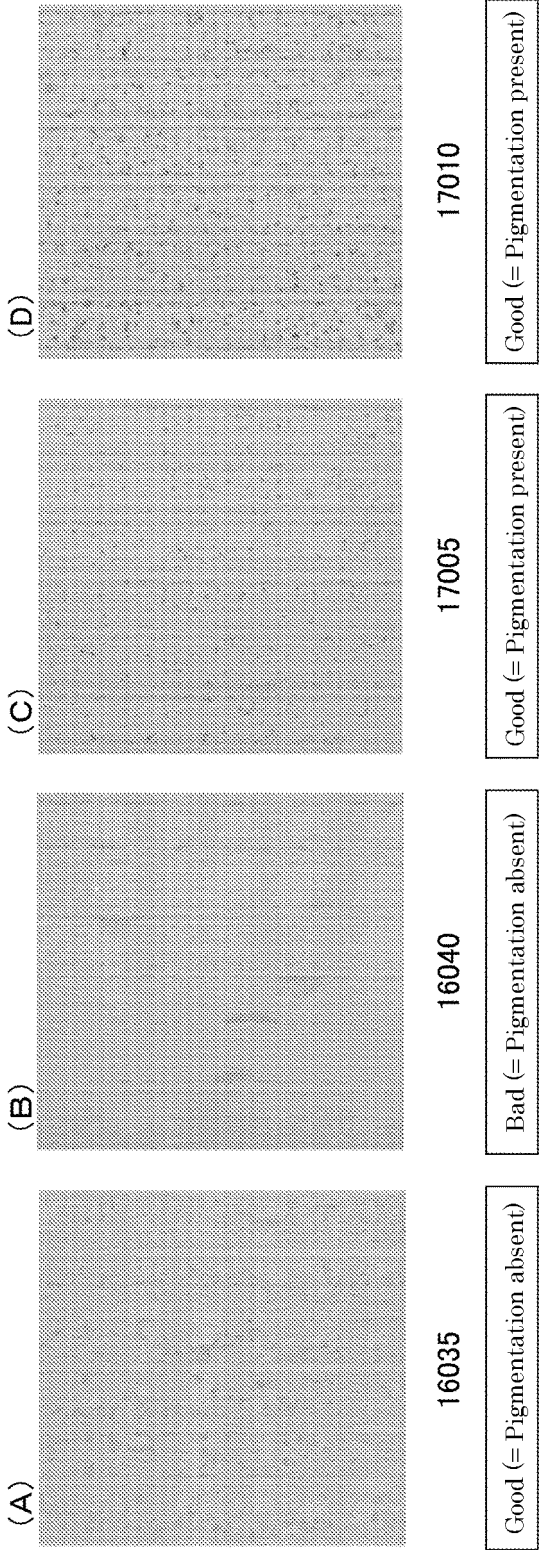 (A)
16035
Good (= Pigmentation absent)
(B)
16040
Bad (= Pigmentation absent)
(C)
17005
Good (= Pigmentation present)
(D)
17010
Good (= Pigmentation present)